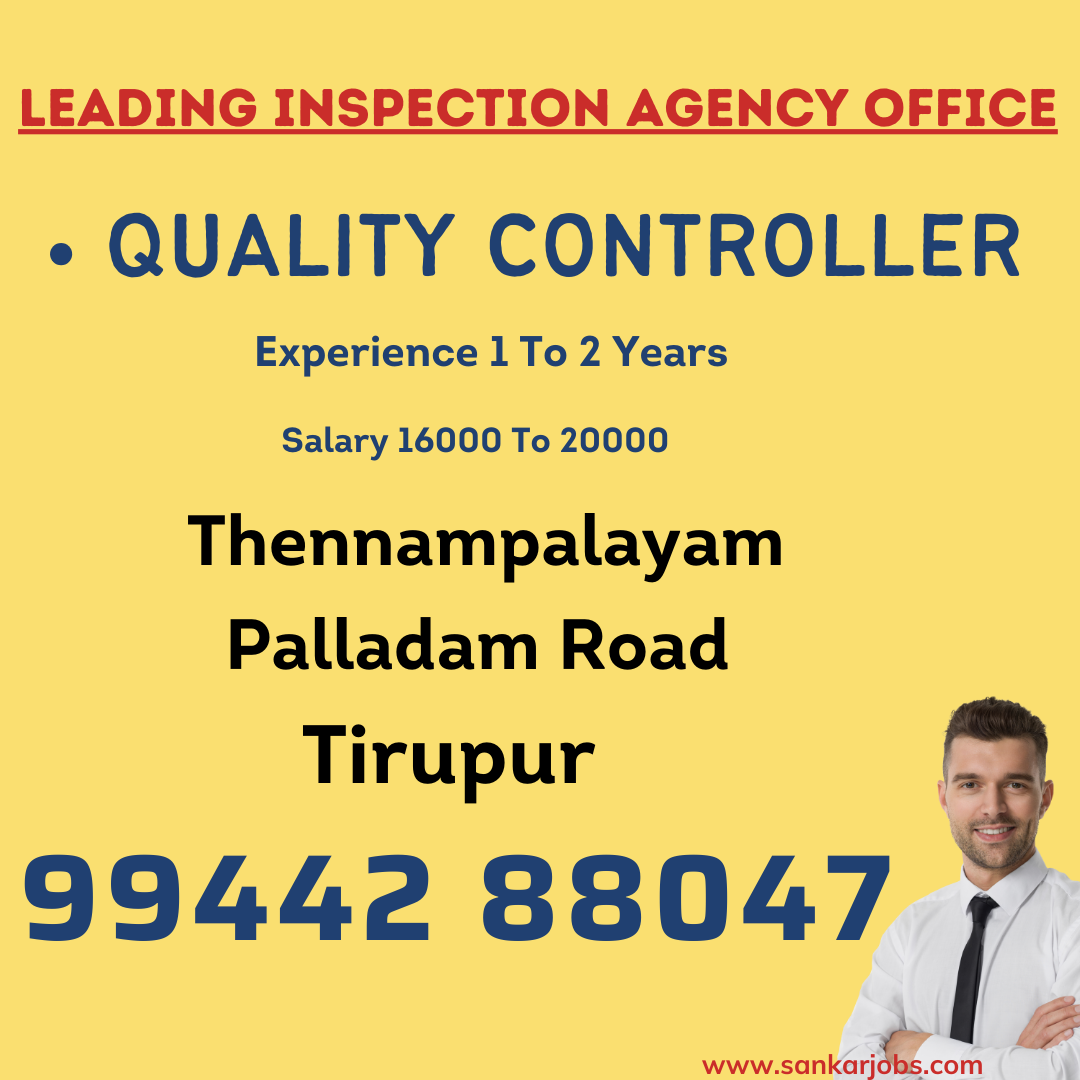 LEADING INSPECTION AGENCY OFFICE
• QUALITY CONTROLLER
Experience 1 To 2 Years
Salary 16000 To 20000
Thennampalayam
Palladam Road
Tirupur
99442 88047
www.sankarjobs.com